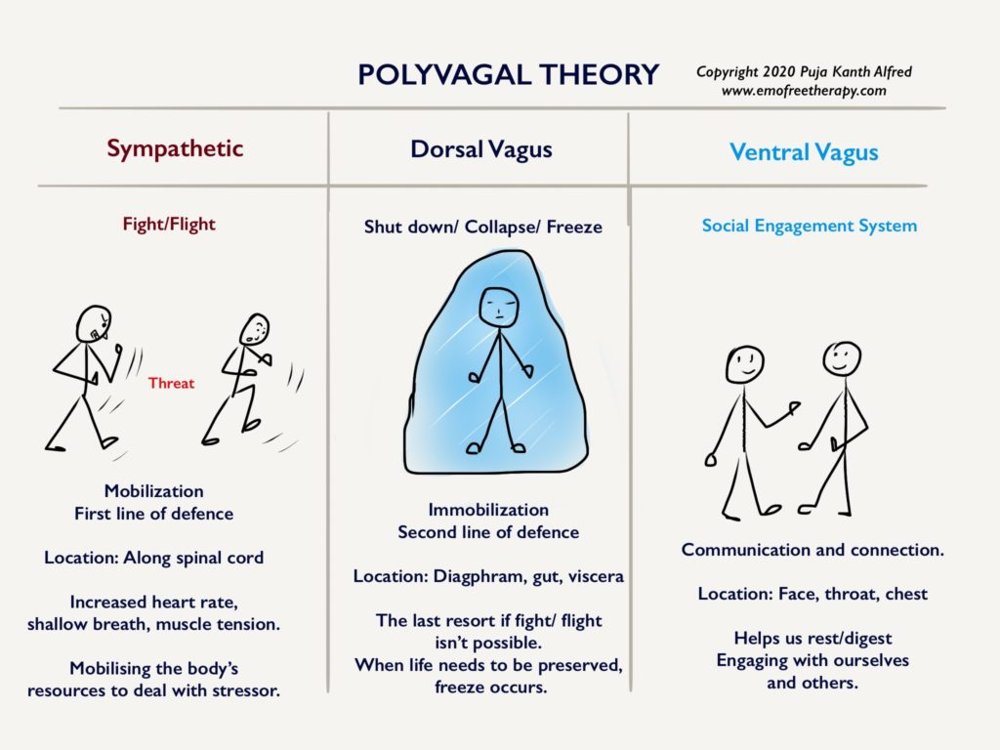 POLYVAGAL THEORY
Copyright 2020 Puja Kanth Alfred
www.emofreetherapy.com
Sympathetic
Dorsal Vagus
Ventral Vagus
Fight/Flight
Shut down/ Collapse/ Freeze
Social Engagement System
Threat
Mobilization
First line of defence
Location: Along spinal cord
Increased heart rate,
shallow breath, muscle tension.
Mobilising the body's
resources to deal with stressor.
Immobilization
Second line of defence
Location: Diagphram, gut, viscera
The last resort if fight/ flight
isn't possible.
When life needs to be preserved,
freeze occurs.
Communication and connection.
Location: Face, throat, chest
Helps us rest/digest
Engaging with ourselves
and others.